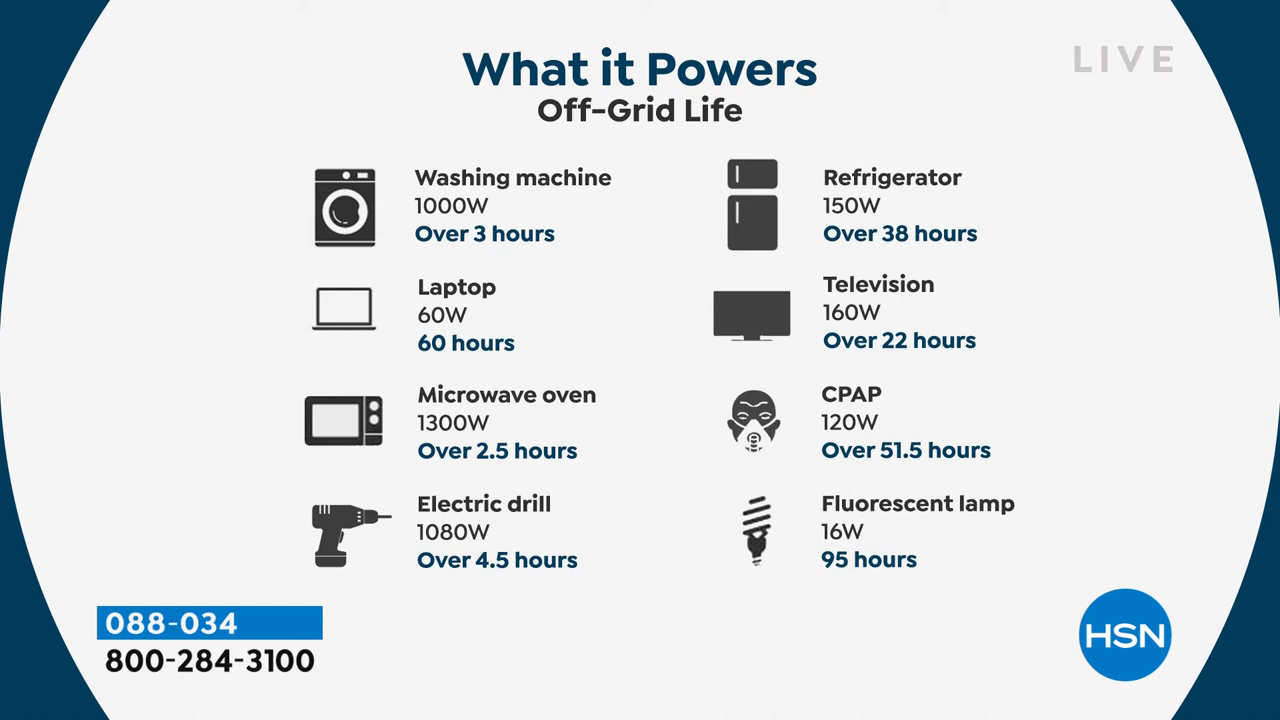 What it Powers
Off-Grid Life
LIVE
Washing machine
1000W
Over 3 hours
Refrigerator
150W
Over 38 hours
Laptop
60W
60 hours
Television
160W
Over 22 hours
Microwave oven
1300W
Over 2.5 hours
CPAP
120W
Over 51.5 hours
Electric drill
1080W
Over 4.5 hours
Fluorescent lamp
16W
95 hours
088-034
800-284-3100
HSN